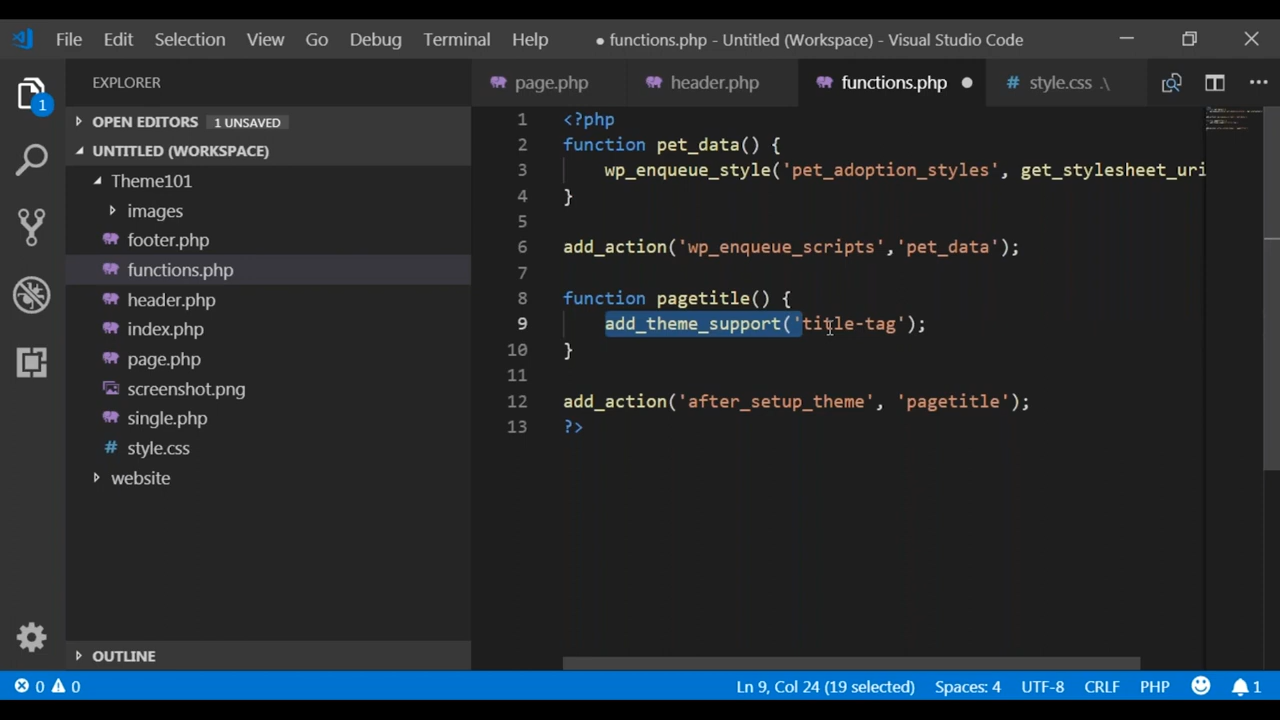 File Edit Selection View Go Debug Terminal Help ● functions.php - Untitled (Workspace) - Visual Studio Code
EXPLORER
OPEN EDITORS 1 UNSAVED
UNTITLED (WORKSPACE)
Theme101
images
footer.php
functions.php
header.php
index.php
page.php
screenshot.png
single.php
# style.css
website
OUTLINE
1
page.php header.php functions.php ● # style.css .\
1 <?php
2 function pet_data() {
3 wp_enqueue_style('pet_adoption_styles', get_stylesheet_uri
4 }
5
6 add_action('wp_enqueue_scripts','pet_data');
7
8 function pagetitle() {
9 add_theme_support('title-tag');
10 }
11
12 add_action('after_setup_theme', 'pagetitle');
13 ?>
0 0 Ln 9, Col 24 (19 selected) Spaces: 4 UTF-8 CRLF PHP 1